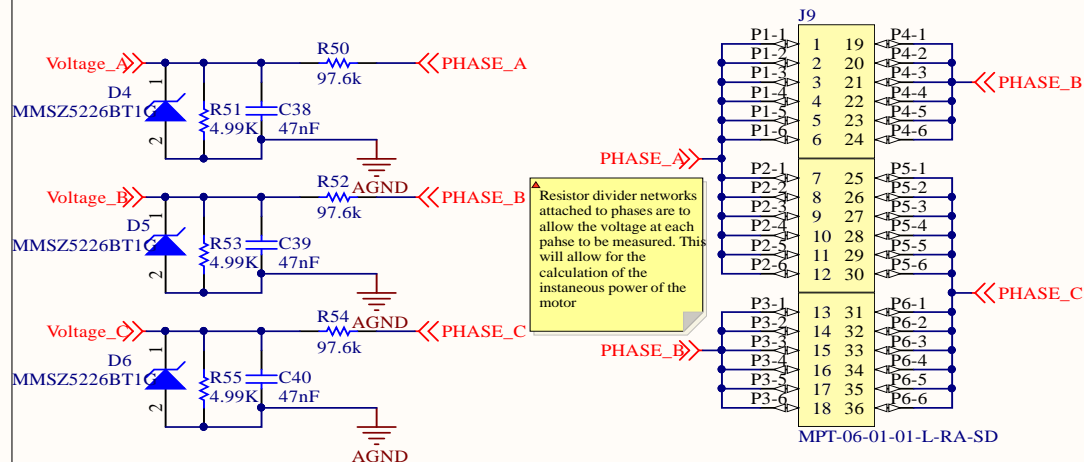 Voltage_A
R50
97.6k
PHASE_A
D4
MMSZ5226BT1G
1
2
R51
4.99K
C38
47nF
AGND
Voltage_B
R52
97.6k
PHASE_B
D5
MMSZ5226BT1G
1
2
R53
4.99K
C39
47nF
AGND
Voltage_C
R54
97.6k
PHASE_C
D6
MMSZ5226BT1G
1
2
R55
4.99K
C40
47nF
AGND
Resistor divider networks
attached to phases are to
allow the voltage at each
pahse to be measured. This
will allow for the
calculation of the
instaneous power of the
motor
J9
P1-1 1 19 P4-1
P1-2 2 20 P4-2
P1-3 3 21 P4-3
P1-4 4 22 P4-4
P1-5 5 23 P4-5
P1-6 6 24 P4-6
PHASE_B
PHASE_A
P2-1 7 25 P5-1
P2-2 8 26 P5-2
P2-3 9 27 P5-3
P2-4 10 28 P5-4
P2-5 11 29 P5-5
P2-6 12 30 P5-6
PHASE_C
P3-1 13 31 P6-1
P3-2 14 32 P6-2
P3-3 15 33 P6-3
P3-4 16 34 P6-4
P3-5 17 35 P6-5
P3-6 18 36 P6-6
PHASE_B
MPT-06-01-01-L-RA-SD